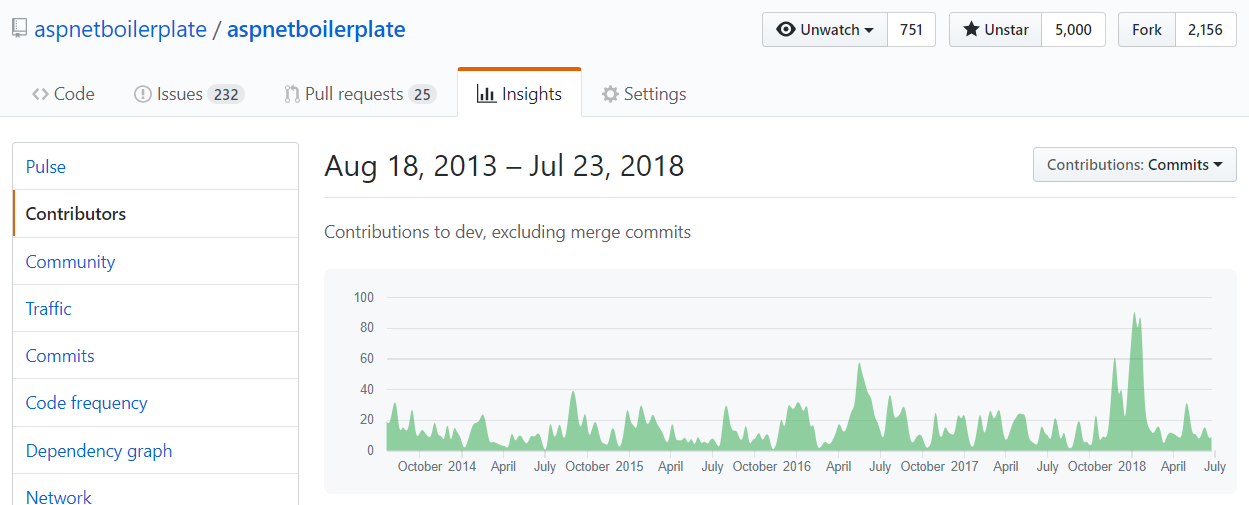 aspnetboilerplate / aspnetboilerplate
Unwatch 751
Unstar 5,000
Fork 2,156
Code
Issues 232
Pull requests 25
Insights
Settings
Pulse
Contributors
Community
Traffic
Commits
Code frequency
Dependency graph
Network
Aug 18, 2013 – Jul 23, 2018
Contributions: Commits
Contributions to dev, excluding merge commits
100
80
60
40
20
0
October 2014 April July October 2015 April July October 2016 April July October 2017 April July October 2018 April July